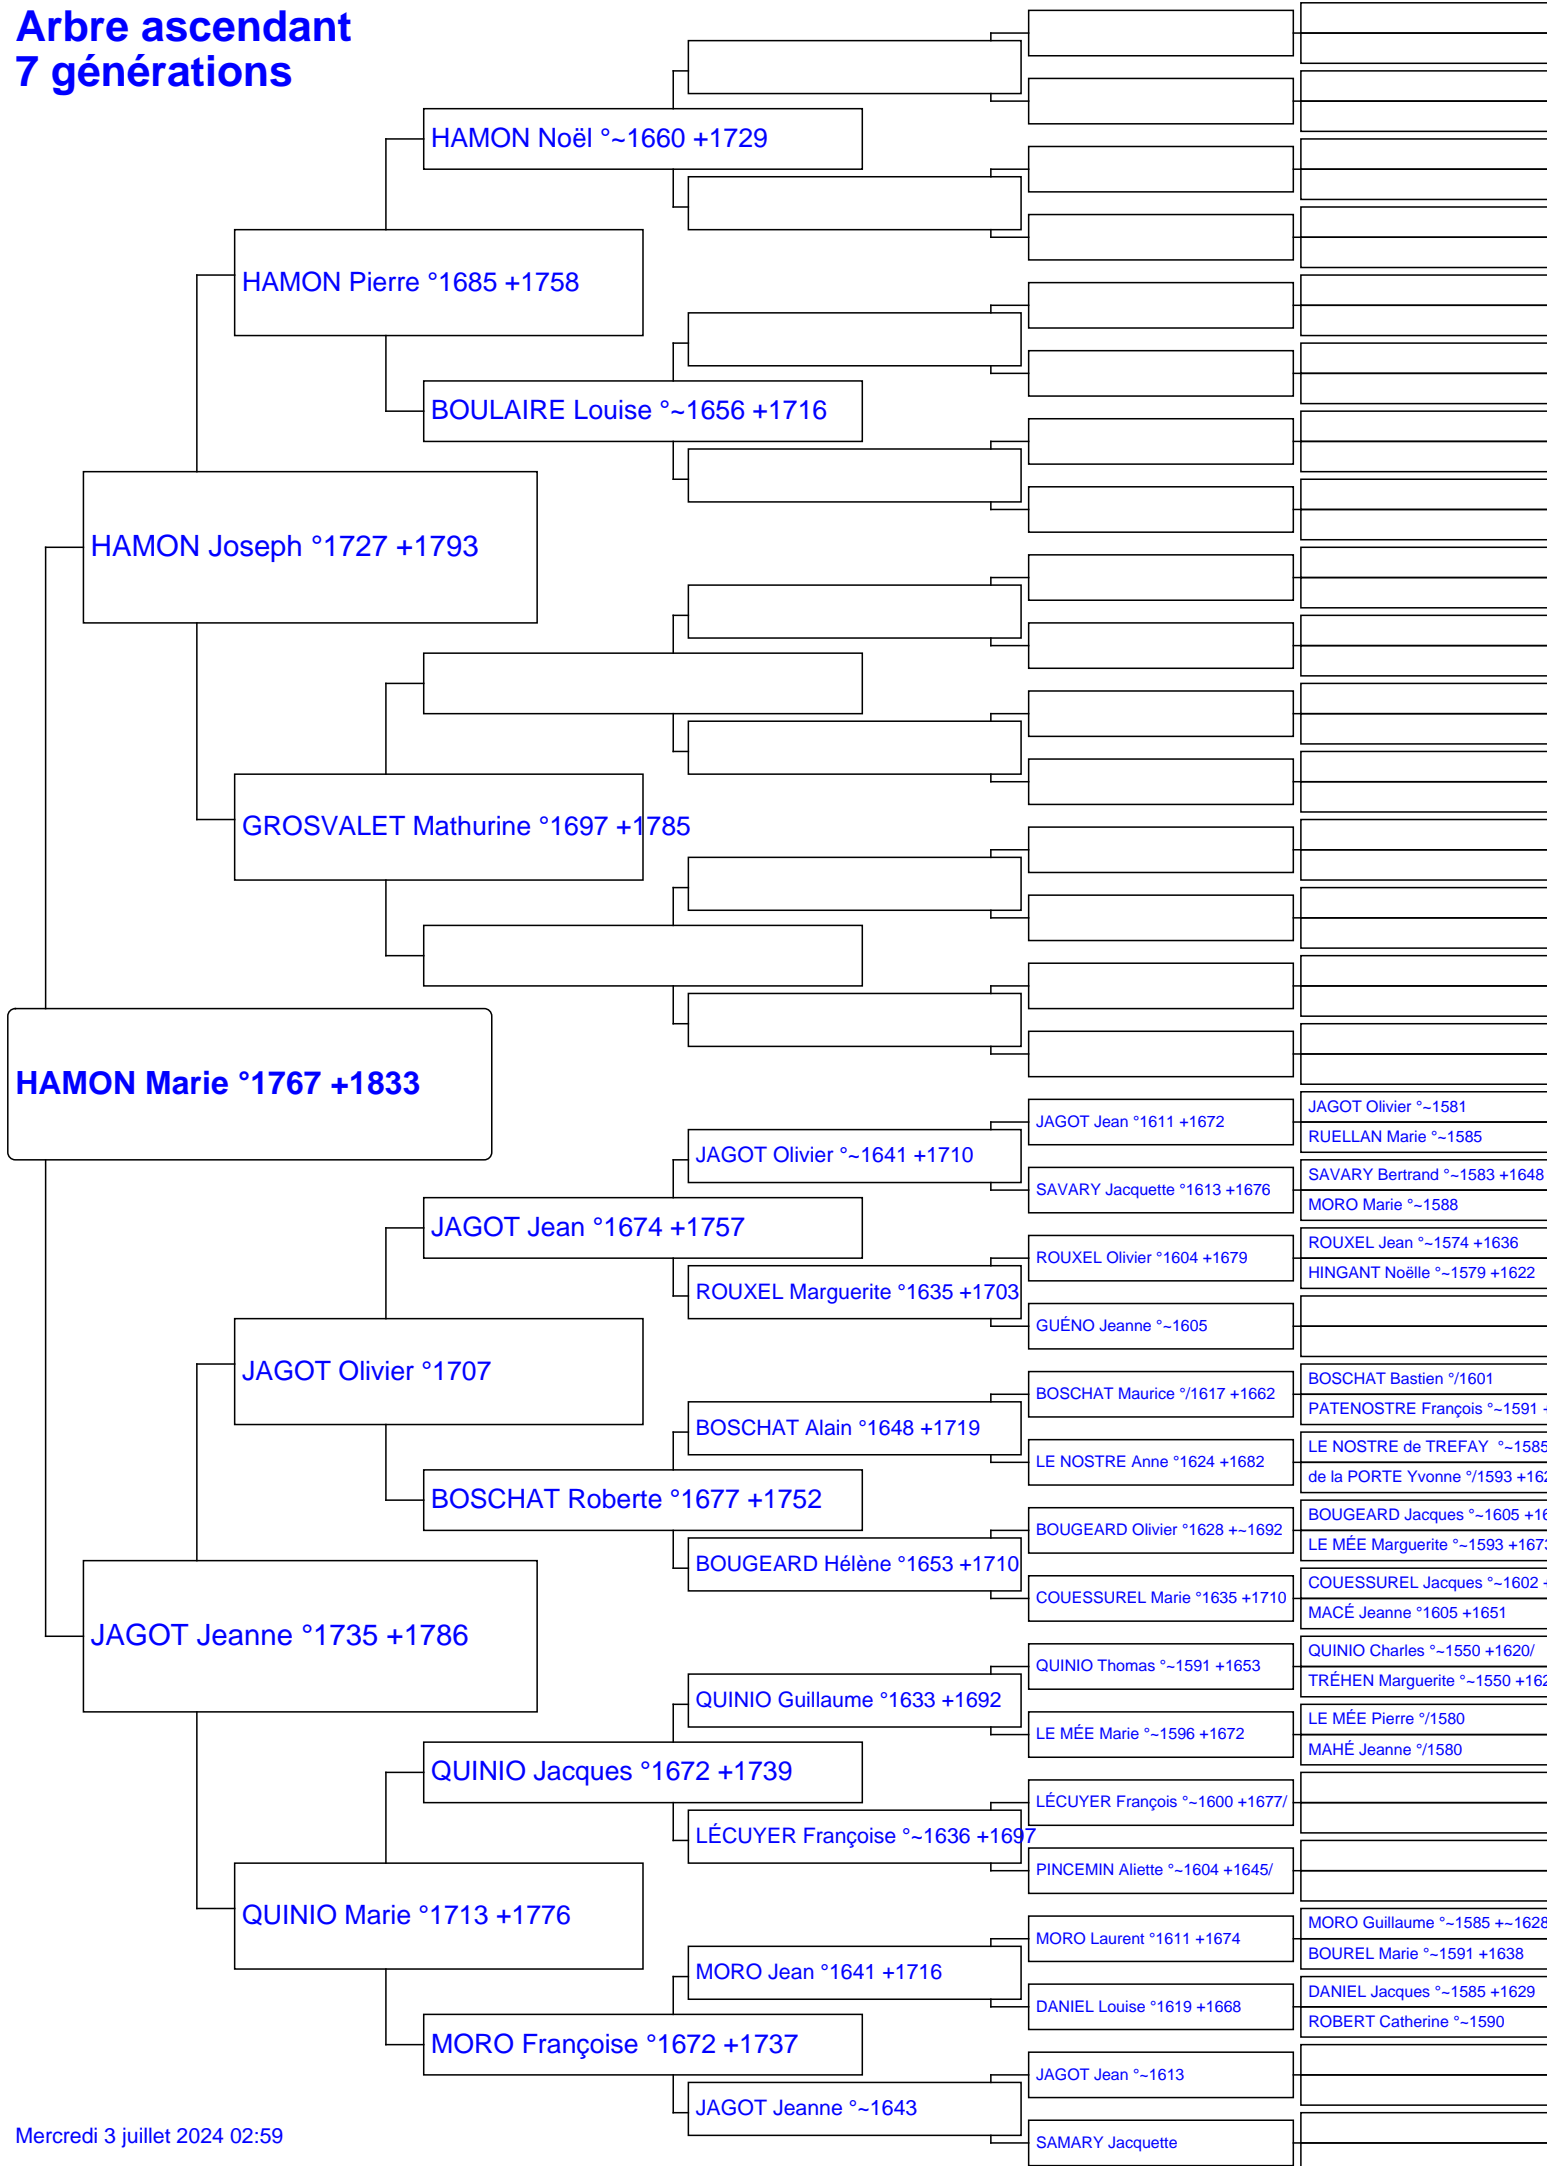 Arbre ascendant
7 générations
HAMON Noël °~1660 +1729
HAMON Pierre °1685 +1758
BOULAIRE Louise °~1656 +1716
HAMON Joseph °1727 +1793
GROSVALET Mathurine °1697 +1785
HAMON Marie °1767 +1833
JAGOT Olivier °~1581
JAGOT Jean °1611 +1672
RUELLAN Marie °~1585
JAGOT Olivier °~1641 +1710
SAVARY Bertrand °~1583 +1648
SAVARY Jacquette °1613 +1676
MORO Marie °~1588
JAGOT Jean °1674 +1757
ROUXEL Jean °~1574 +1636
ROUXEL Olivier °1604 +1679
HINGANT Noëlle °~1579 +1622
ROUXEL Marguerite °1635 +1703
GUÉNO Jeanne °~1605
JAGOT Olivier °1707
BOSCHAT Bastien °/1601
BOSCHAT Maurice °/1617 +1662
PATENOSTRE François °~1591 +
BOSCHAT Alain °1648 +1719
LE NOSTRE de TREFAY  °~1585
LE NOSTRE Anne °1624 +1682
de la PORTE Yvonne °/1593 +162
BOSCHAT Roberte °1677 +1752
BOUGEARD Jacques °~1605 +16
BOUGEARD Olivier °1628 +~1692
LE MÉE Marguerite °~1593 +1673
BOUGEARD Hélène °1653 +1710
COUESSUREL Jacques °~1602 +
COUESSUREL Marie °1635 +1710
MACÉ Jeanne °1605 +1651
JAGOT Jeanne °1735 +1786
QUINIO Charles °~1550 +1620/
QUINIO Thomas °~1591 +1653
TRÉHEN Marguerite °~1550 +162
QUINIO Guillaume °1633 +1692
LE MÉE Pierre °/1580
LE MÉE Marie °~1596 +1672
MAHÉ Jeanne °/1580
QUINIO Jacques °1672 +1739
LÉCUYER François °~1600 +1677/
LÉCUYER Françoise °~1636 +1697
PINCEMIN Aliette °~1604 +1645/
QUINIO Marie °1713 +1776
MORO Guillaume °~1585 +~1628
MORO Laurent °1611 +1674
BOUREL Marie °~1591 +1638
MORO Jean °1641 +1716
DANIEL Jacques °~1585 +1629
DANIEL Louise °1619 +1668
ROBERT Catherine °~1590
MORO Françoise °1672 +1737
JAGOT Jean °~1613
JAGOT Jeanne °~1643
SAMARY Jacquette
Mercredi 3 juillet 2024 02:59